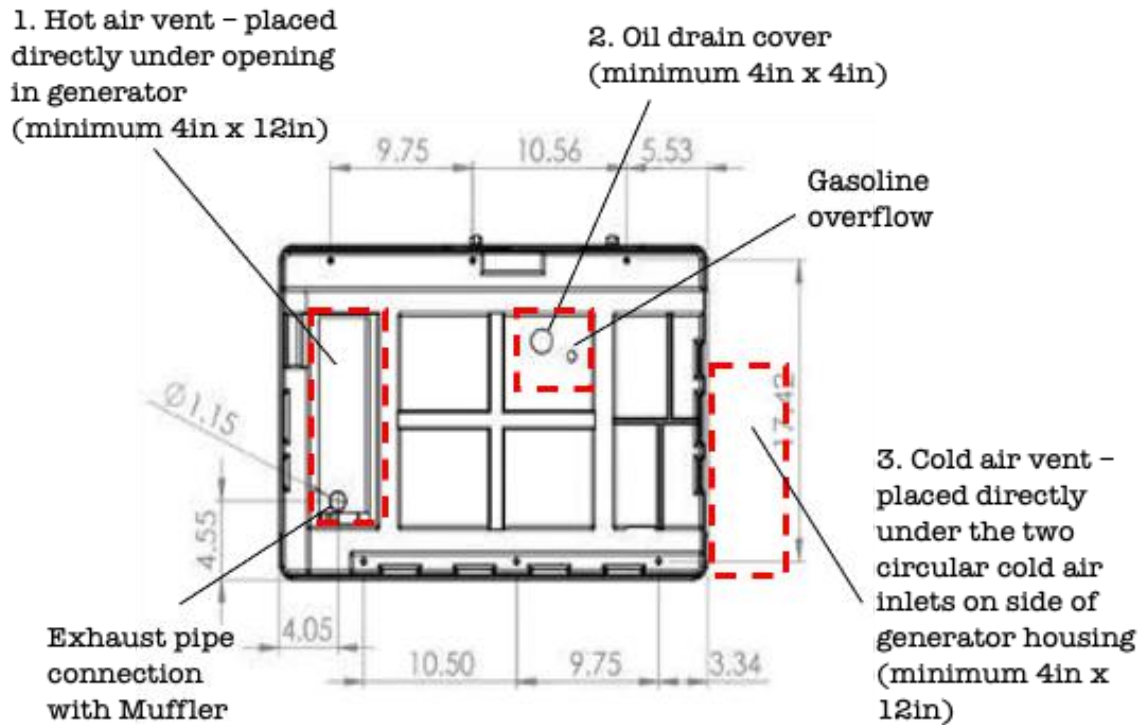 1. Hot air vent – placed
directly under opening
in generator
(minimum 4in x 12in)
2. Oil drain cover
(minimum 4in x 4in)
9.75
10.56
5.53
Gasoline
overflow
Ø1.15
17.42
4.55
3. Cold air vent –
placed directly
under the two
circular cold air
inlets on side of
generator housing
(minimum 4in x
12in)
Exhaust pipe
connection
with Muffler
4.05
10.50
9.75
3.34